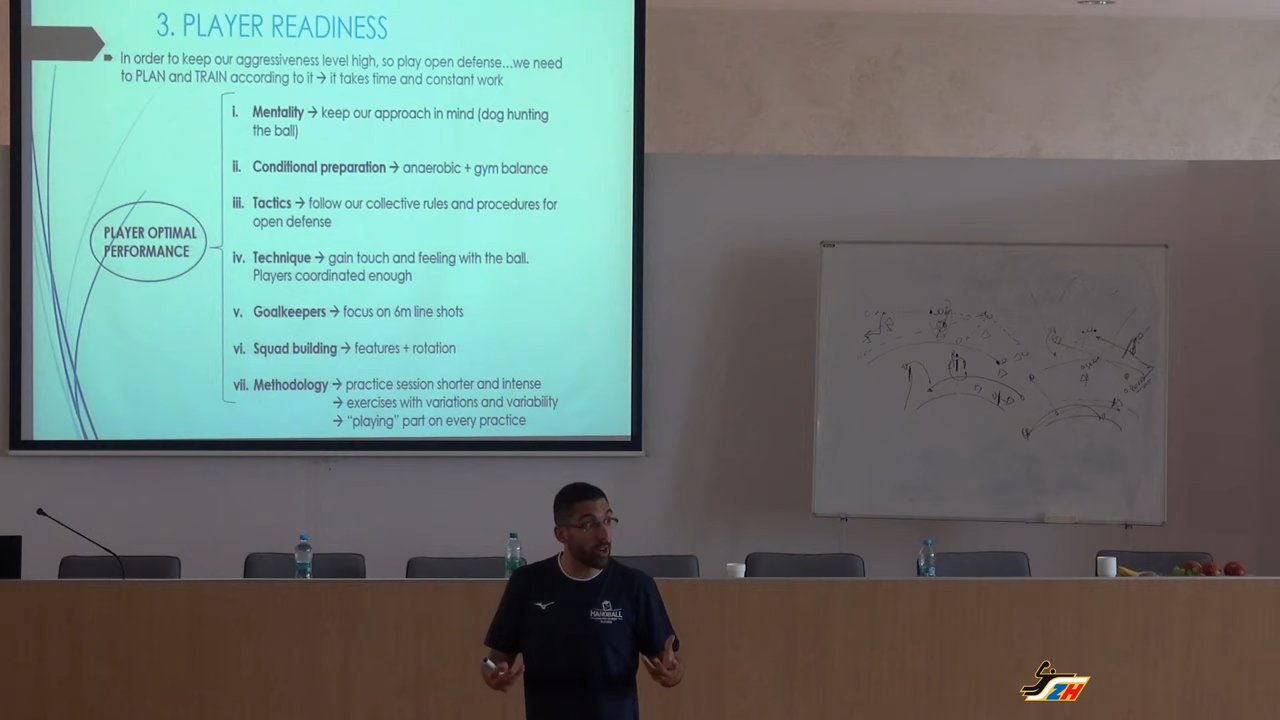 3. PLAYER READINESS
In order to keep our aggressiveness level high, so play open defense...we need
to PLAN and TRAIN according to it → it takes time and constant work
PLAYER OPTIMAL
PERFORMANCE
i. Mentality → keep our approach in mind (dog hunting
the ball)
ii. Conditional preparation → anaerobic + gym balance
iii. Tactics → follow our collective rules and procedures for
open defense
iv. Technique → gain touch and feeling with the ball.
Players coordinated enough
v. Goalkeepers → focus on 6m line shots
vi. Squad building → features + rotation
vii. Methodology → practice session shorter and intense
→ exercises with variations and variability
→ “playing” part on every practice
HANDBALL
ZH